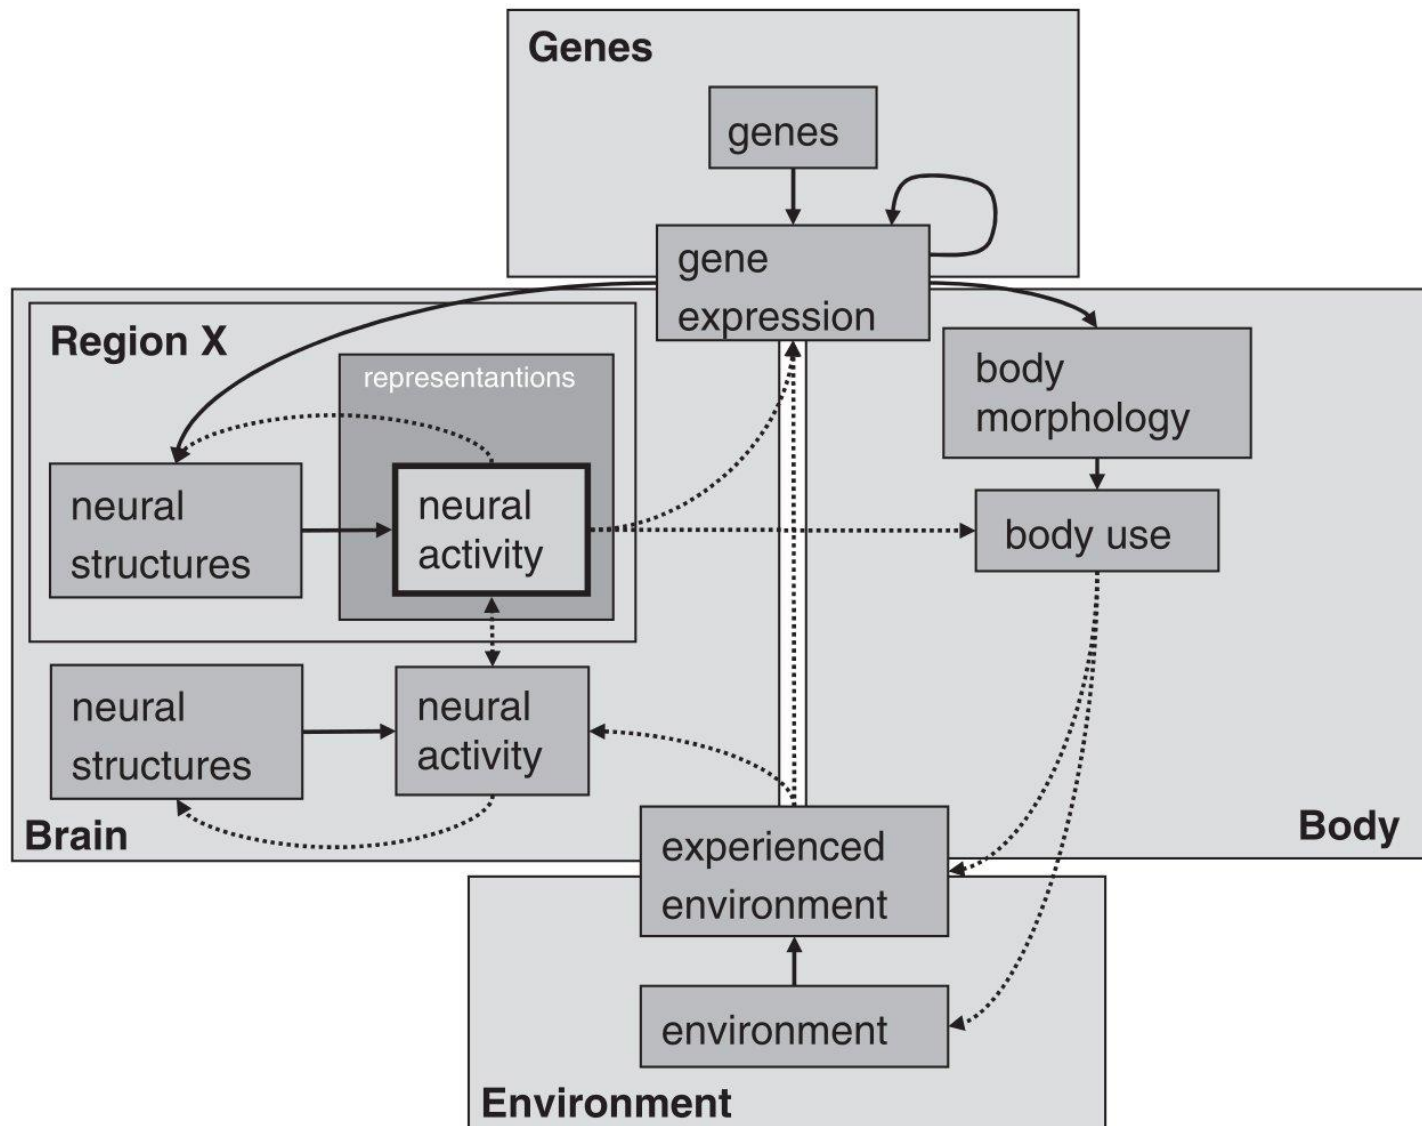 Genes
genes
gene
expression
Region X
representantions
neural
structures
neural
activity
body
morphology
body use
neural
structures
neural
activity
Brain
Body
experienced
environment
environment
Environment